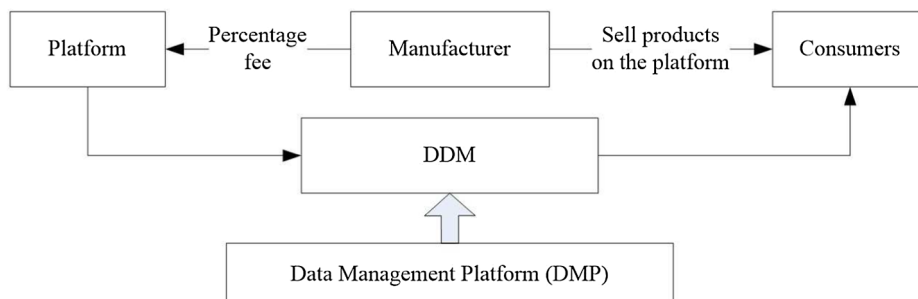 Platform
Percentage
fee
Manufacturer
Sell products
on the platform
Consumers
DDM
Data Management Platform (DMP)